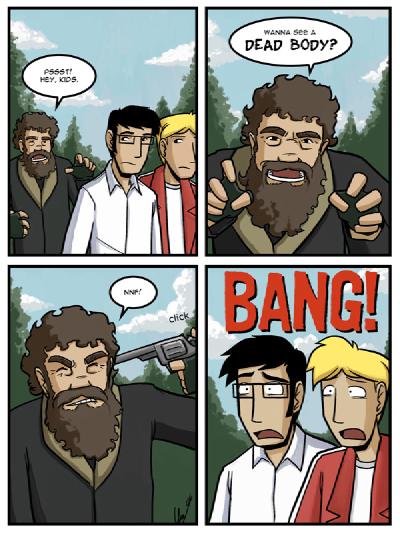 PSSST!
HEY, KIDS.
WANNA SEE A
DEAD BODY?
NNF!
click
BANG!